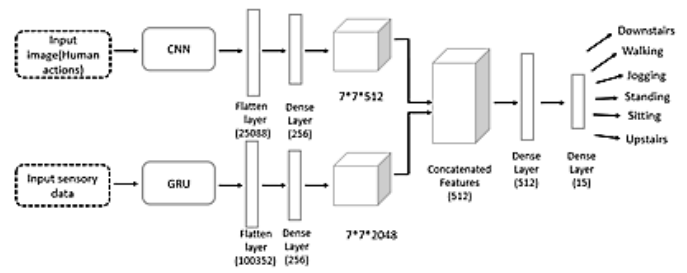 Input
image(Human
actions)
CNN
Flatten
layer
(25088)
Dense
Layer
(256)
7*7*512
Input sensory
data
GRU
Flatten
layer
(100352)
Dense
Layer
(256)
7*7*2048
Concatenated
Features
(512)
Dense
Layer
(512)
Dense
Layer
(15)
Downstairs
Walking
Jogging
Standing
Sitting
Upstairs